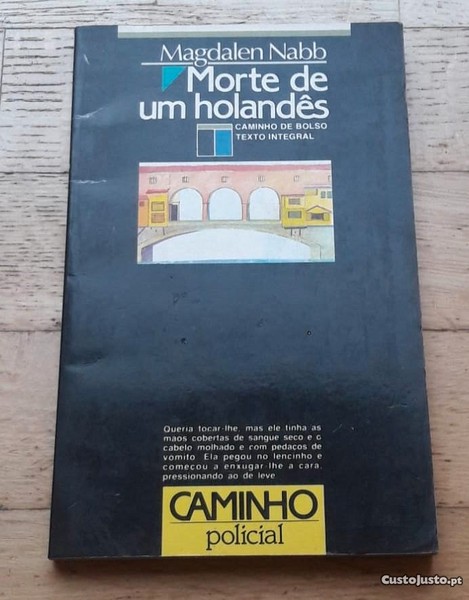 Magdalen Nabb
Morte de
um holandês
CAMINHO DE BOLSO
TEXTO INTEGRAL
Queria tocar-lhe, mas ele tinha as
mãos cobertas de sangue seco e o
cabelo molhado e com pedaços de
vómito. Ela pegou no lencinho e
começou a enxugar-lhe a cara,
pressionando ao de leve
CAMINHO
policial
CustoJusto.pt